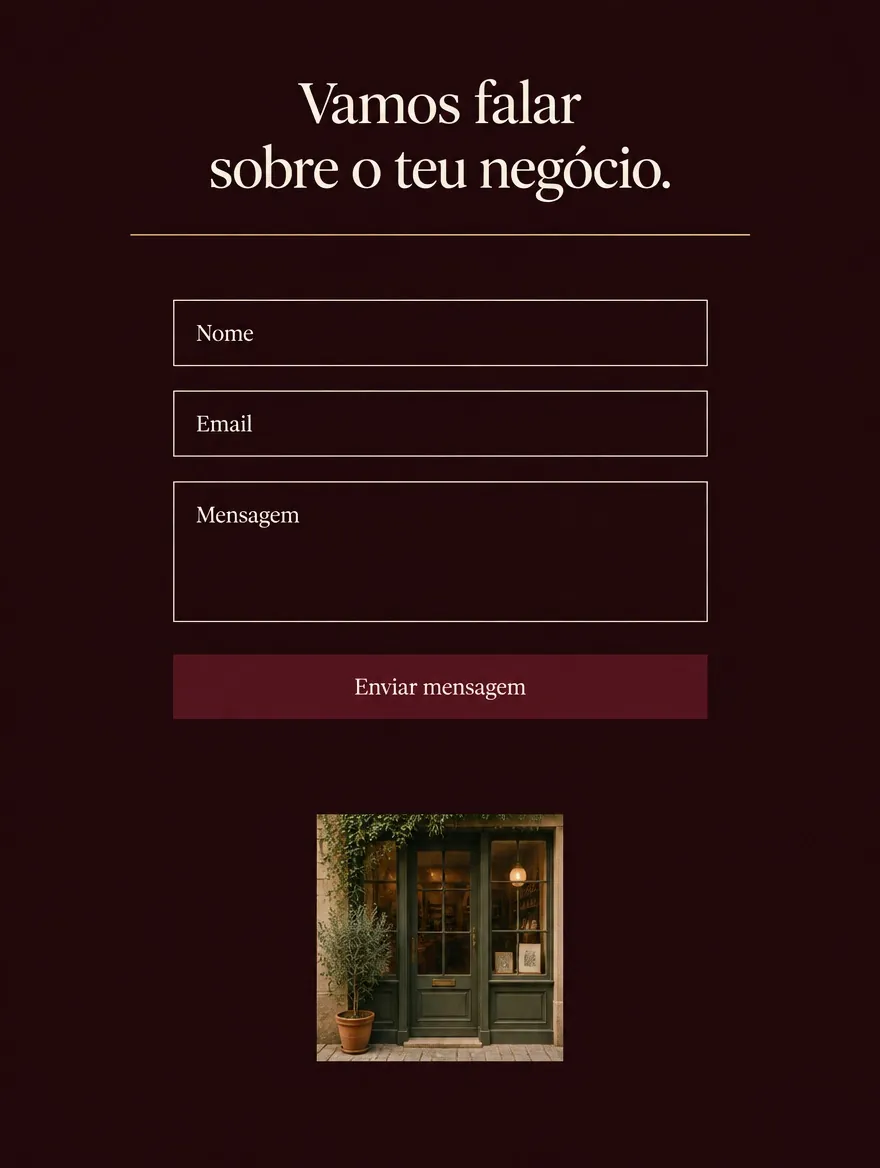 Vamos falar
sobre o teu negócio.
Nome
Email
Mensagem
Enviar mensagem